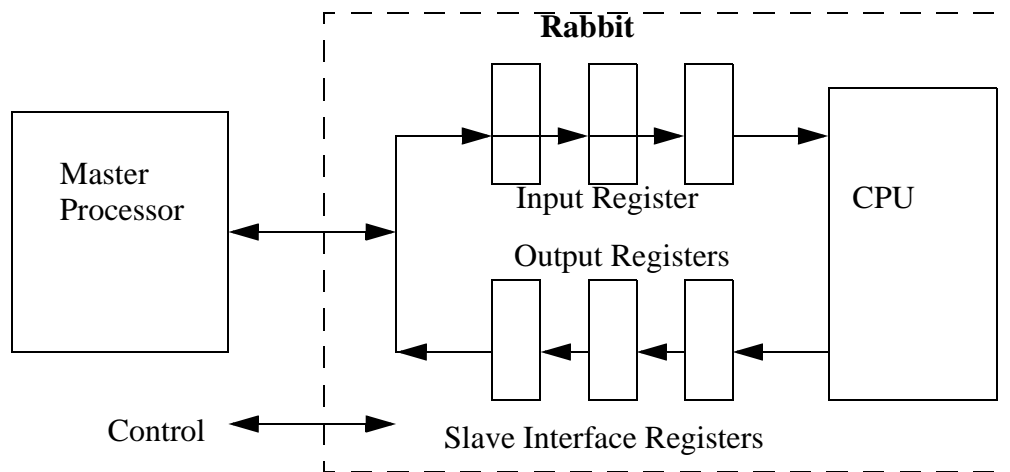 Rabbit
Master
Processor
Input Register
CPU
Output Registers
Control
Slave Interface Registers